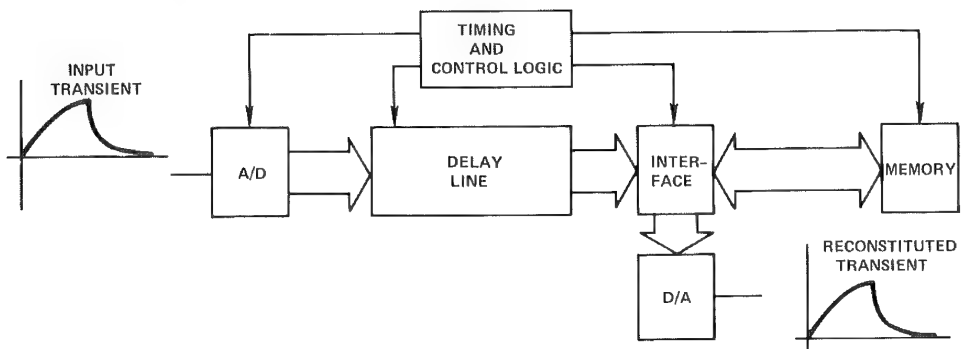 TIMING
AND
CONTROL LOGIC
INPUT
TRANSIENT
A/D
DELAY
LINE
INTER-
FACE
MEMORY
D/A
RECONSTITUTED
TRANSIENT